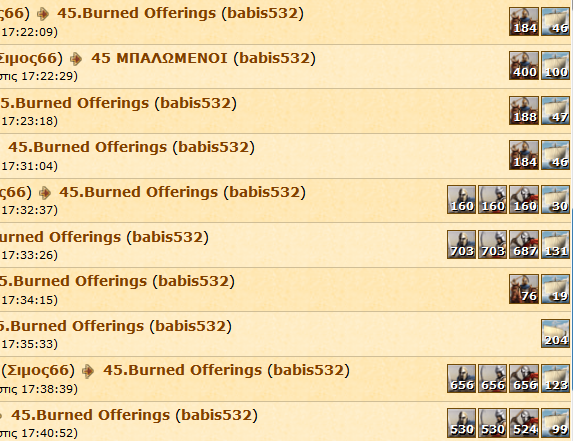 ς66) 45.Burned Offerings (babis532) 184 46
17:22:09)
Σιμος66) 45 ΜΠΑΛΩΜΕΝΟΙ (babis532) 400 100
στις 17:22:29)
5.Burned Offerings (babis532) 188 47
17:23:18)
45.Burned Offerings (babis532) 184 46
17:31:04)
ς66) 45.Burned Offerings (babis532) 160 160 160 30
17:32:37)
urned Offerings (babis532) 703 703 687 131
17:33:26)
5.Burned Offerings (babis532) 76 19
17:34:15)
5.Burned Offerings (babis532) 204
17:35:33)
(Σιμος66) 45.Burned Offerings (babis532) 656 656 656 123
στις 17:38:39)
45.Burned Offerings (babis532) 530 530 524 99
στις 17:40:52)